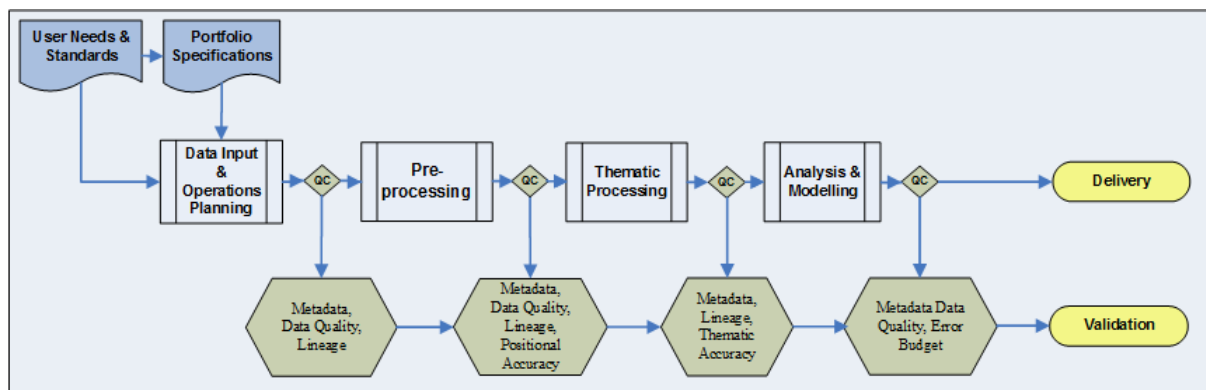 User Needs &
Standards
Portfolio
Specifications
Data Input
&
Operations
Planning
QC
Pre-
processing
QC
Thematic
Processing
QC
Analysis &
Modelling
QC
Delivery
Metadata,
Data Quality,
Lineage
Metadata,
Data Quality,
Lineage,
Positional
Accuracy
Metadata,
Lineage,
Thematic
Accuracy
Metadata Data
Quality, Error
Budget
Validation